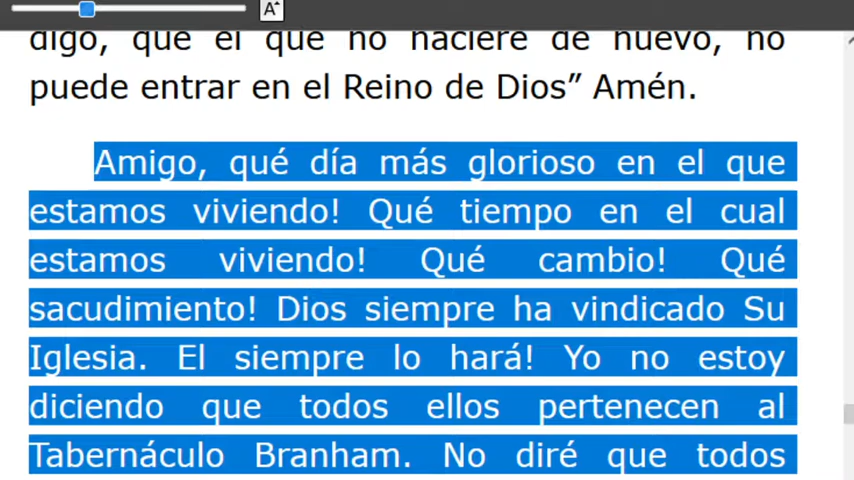 A
digo, que el que no naciere de nuevo, no
puede entrar en el Reino de Dios” Amén.
Amigo, qué día más glorioso en el que
estamos viviendo! Qué tiempo en el cual
estamos viviendo! Qué cambio! Qué
sacudimiento! Dios siempre ha vindicado Su
Iglesia. El siempre lo hará! Yo no estoy
diciendo que todos ellos pertenecen al
Tabernáculo Branham. No diré que todos